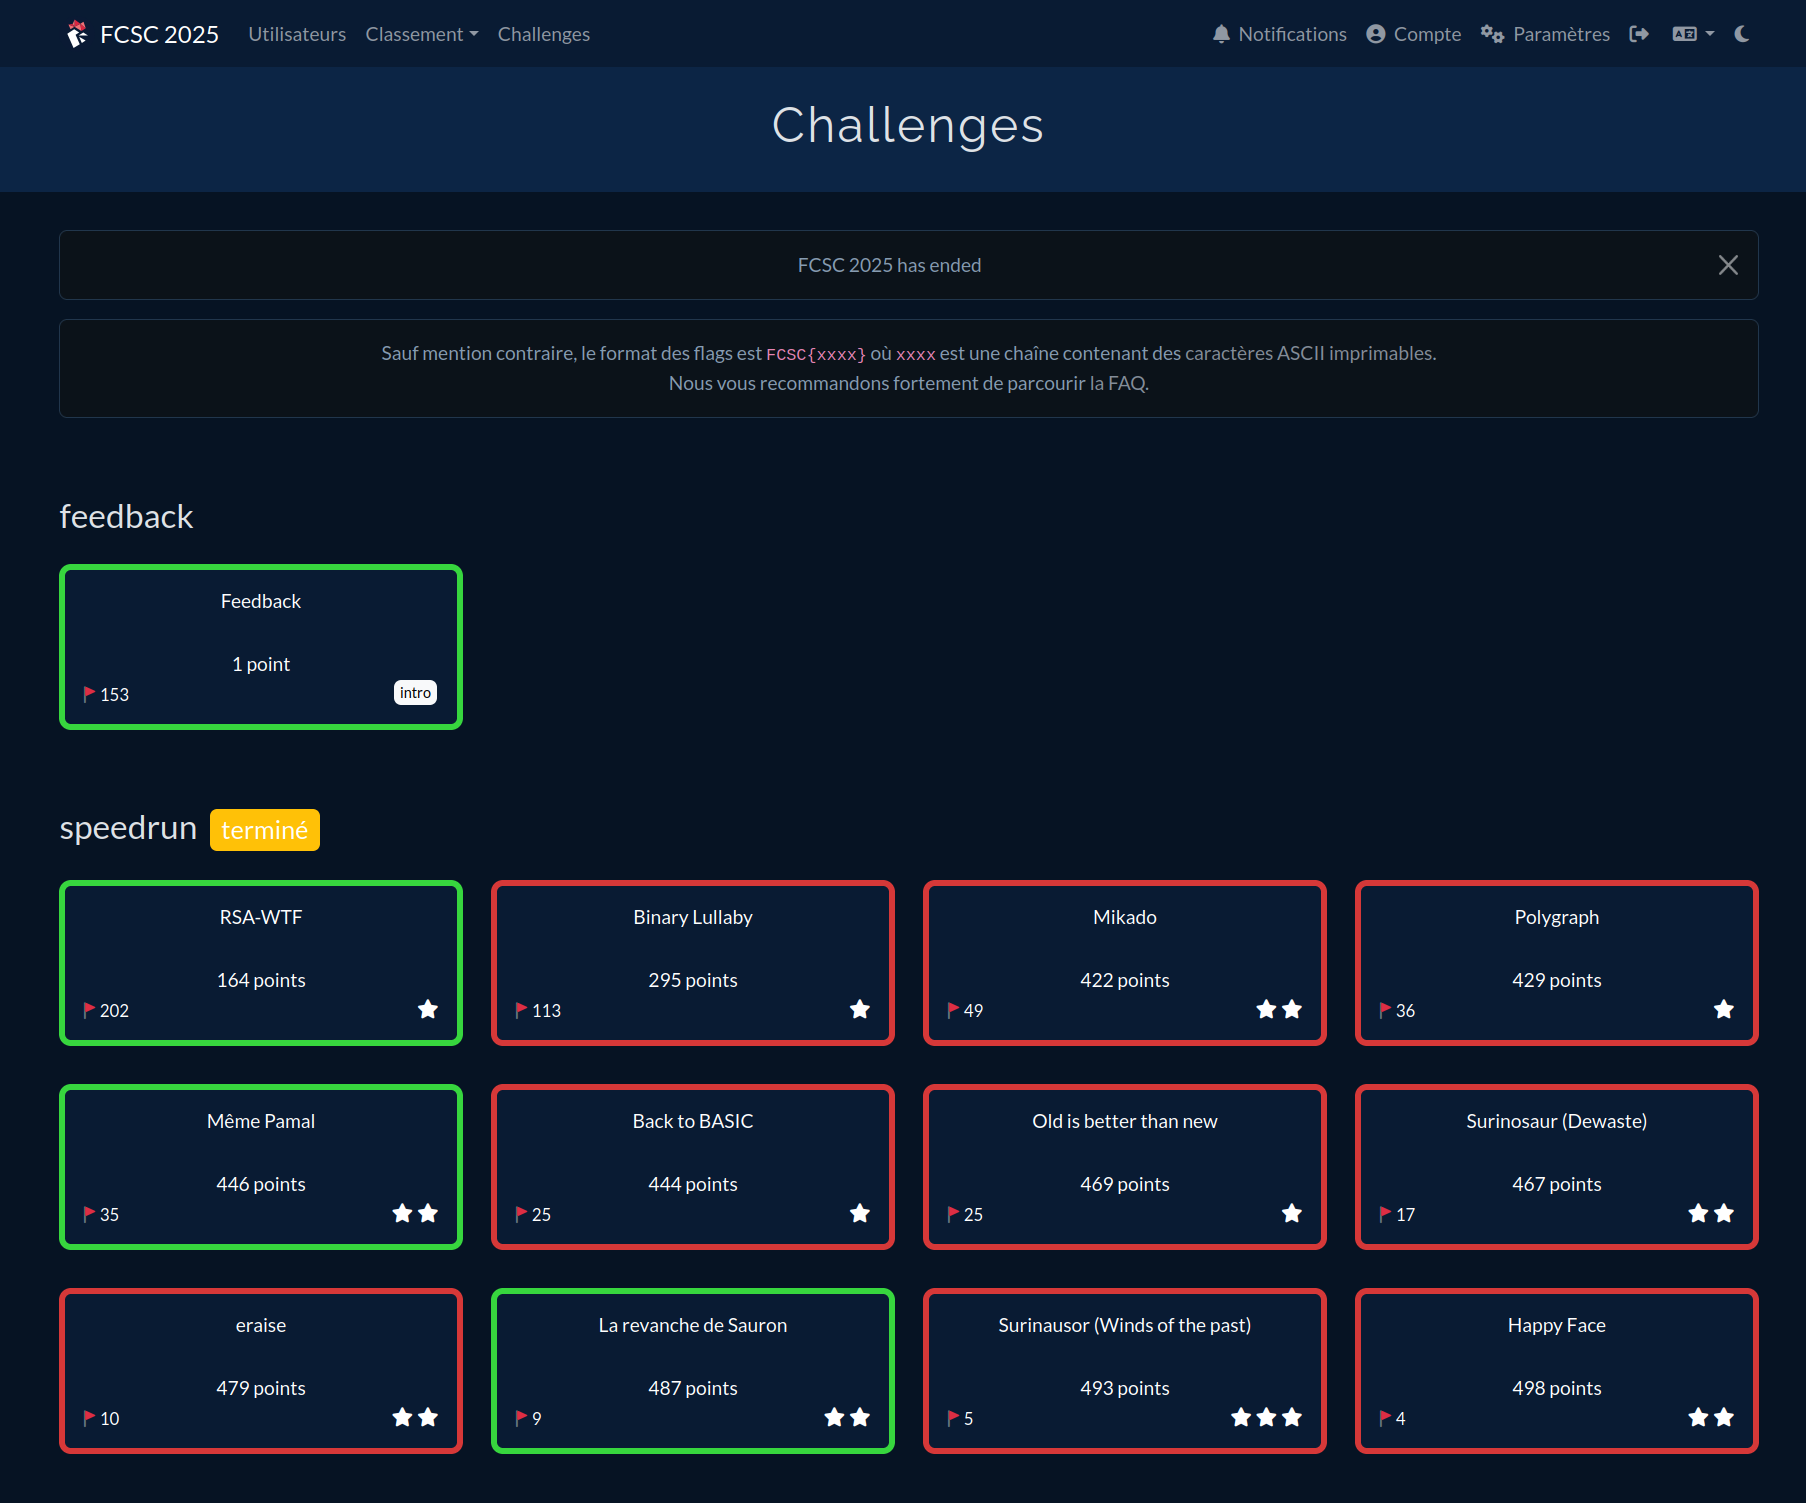 FCSC 2025 Utilisateurs Classement Challenges Notifications Compte Paramètres
Challenges
FCSC 2025 has ended
Sauf mention contraire, le format des flags est FCSC{xxxx} où xxxx est une chaîne contenant des caractères ASCII imprimables.
Nous vous recommandons fortement de parcourir la FAQ.
feedback
Feedback
1 point
153 intro
speedrun terminé
RSA-WTF
164 points
202
Binary Lullaby
295 points
113
Mikado
422 points
49
Polygraph
429 points
36
Même Pamal
446 points
35
Back to BASIC
444 points
25
Old is better than new
469 points
25
Surinosaur (Dewaste)
467 points
17
eraise
479 points
10
La revanche de Sauron
487 points
9
Surinausor (Winds of the past)
493 points
5
Happy Face
498 points
4